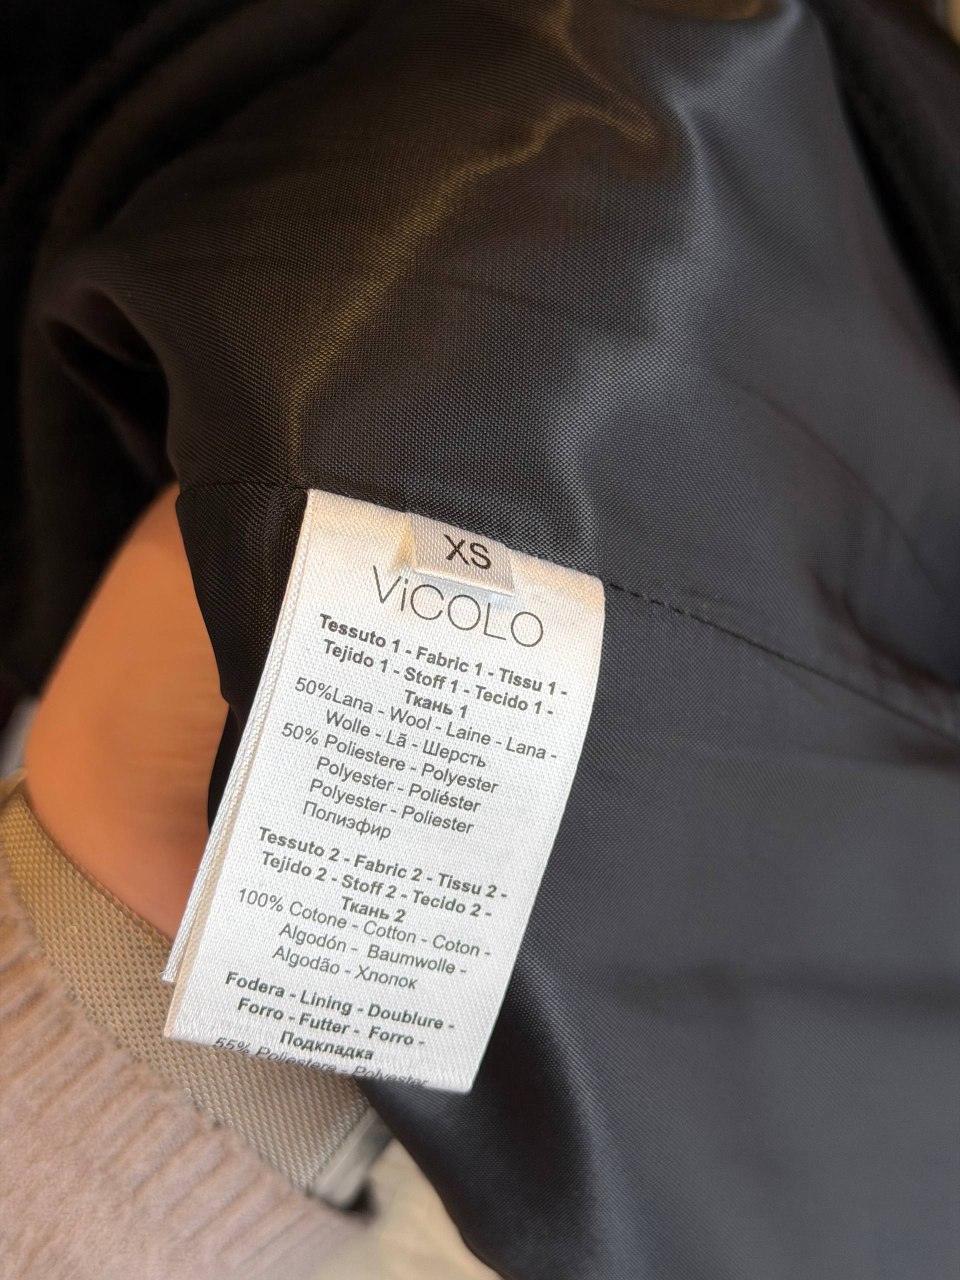 XS
ViCOLO
Tessuto 1 - Fabric 1 - Tissu 1 -
Tejido 1 - Stoff 1 - Tecido 1 -
Ткань 1
50%Lana - Wool - Laine - Lana -
Wolle - Lã - Шерсть
50% Poliestere - Polyester
Polyester - Poliéster
Polyester - Poliester
Полиэфир
Tessuto 2 - Fabric 2 - Tissu 2 -
Tejido 2 - Stoff 2 - Tecido 2 -
Ткань 2
100% Cotone - Cotton - Coton -
Algodón - Baumwolle -
Algodão - Хлопок
Fodera - Lining - Doublure -
Forro - Futter - Forro -
Подкладка
55% Poliestere - Polyester